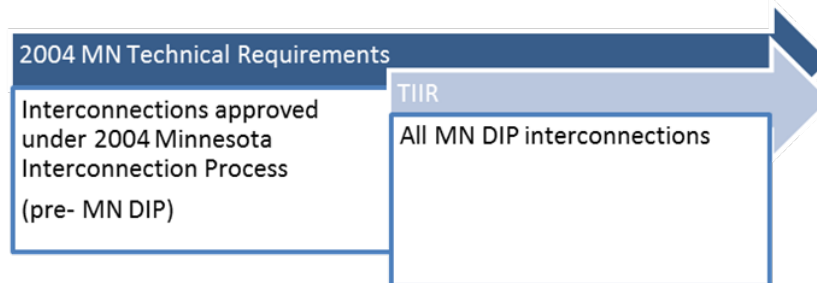 2004 MN Technical Requirements
Interconnections approved
under 2004 Minnesota
Interconnection Process
(pre- MN DIP)
TIIR
All MN DIP interconnections